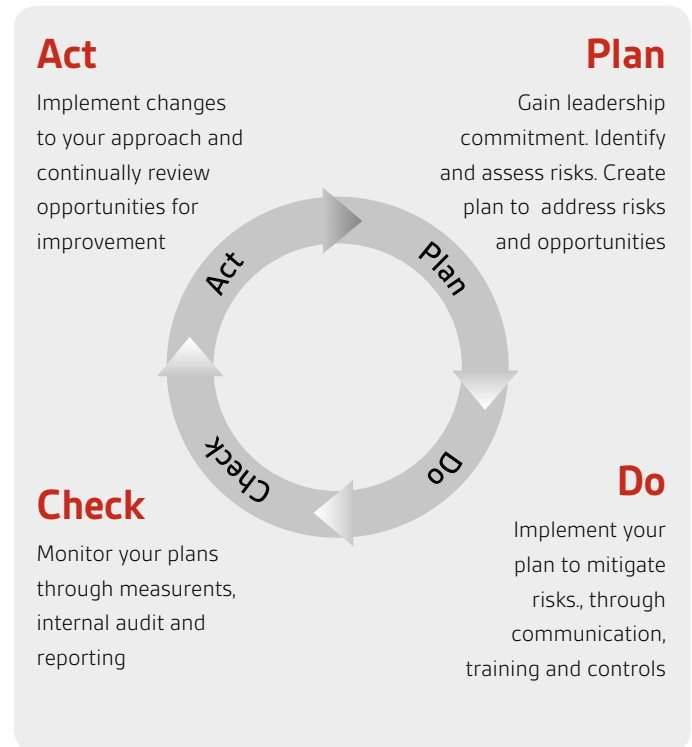 Act
Implement changes
to your approach and
continually review
opportunities for
improvement
Plan
Gain leadership
commitment. Identify
and assess risks. Create
plan to  address risks
and opportunities
Act
Plan
Check
Do
Check
Monitor your plans
through measurents,
internal audit and
reporting
Do
Implement your
plan to mitigate
risks., through
communication,
training and controls